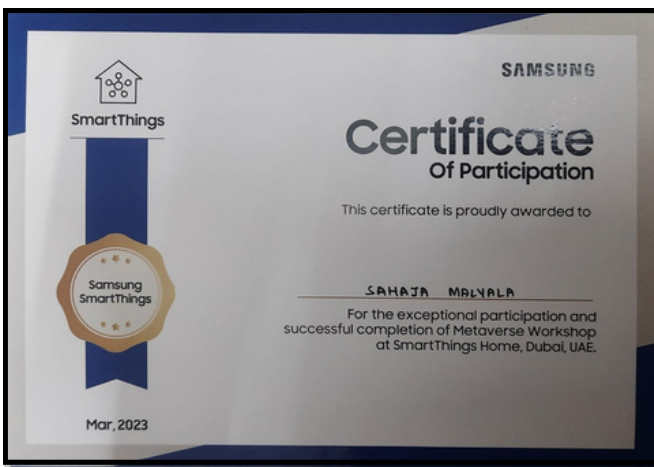 SmartThings
Samsung
SmartThings
Mar, 2023
SAMSUNG
Certificate
Of Participation
This certificate is proudly awarded to
SAHAJA MALYALA
For the exceptional participation and
successful completion of Metaverse Workshop
at SmartThings Home, Dubai, UAE.